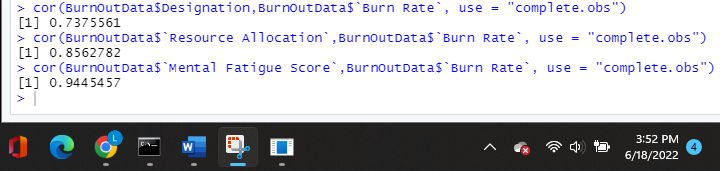 > cor(BurnOutData$Designation,BurnOutData$`Burn Rate`, use = "complete.obs")
[1] 0.7375561
> cor(BurnOutData$`Resource Allocation`,BurnOutData$`Burn Rate`, use = "complete.obs")
[1] 0.8562782
> cor(BurnOutData$`Mental Fatigue Score`,BurnOutData$`Burn Rate`, use = "complete.obs")
[1] 0.9445457
>
L
W
3:52 PM
6/18/2022
4